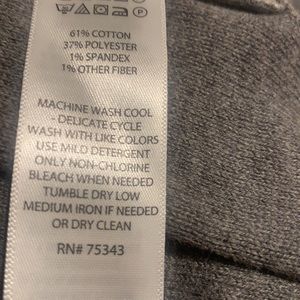 61% COTTON
37% POLYESTER
1% SPANDEX
1% OTHER FIBER
MACHINE WASH COOL
- DELICATE CYCLE
WASH WITH LIKE COLORS
USE MILD DETERGENT
ONLY NON-CHLORINE
BLEACH WHEN NEEDED
TUMBLE DRY LOW
MEDIUM IRON IF NEEDED
OR DRY CLEAN
RN# 75343